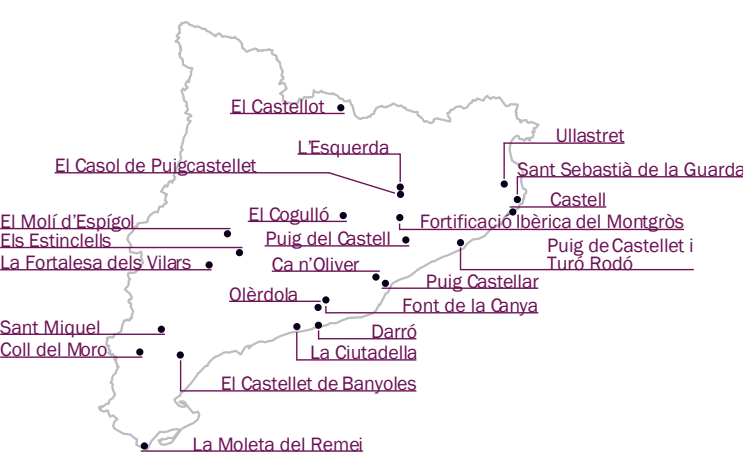 El Castellot
Ullastret
L'Esquerda
El Casol de Puigcastellet
Sant Sebastià de la Guarda
Castell
El Cogulló
El Molí d'Espígol
Fortificació Ibèrica del Montgròs
Els Estinclells
Puig del Castell
Puig de Castellet i
Turó Rodó
La Fortalesa dels Vilars
Ca n'Oliver
Puig Castellar
Olèrdola
Font de la Canya
Sant Miquel
Darró
Coll del Moro
La Ciutadella
El Castellet de Banyoles
La Moleta del Remei